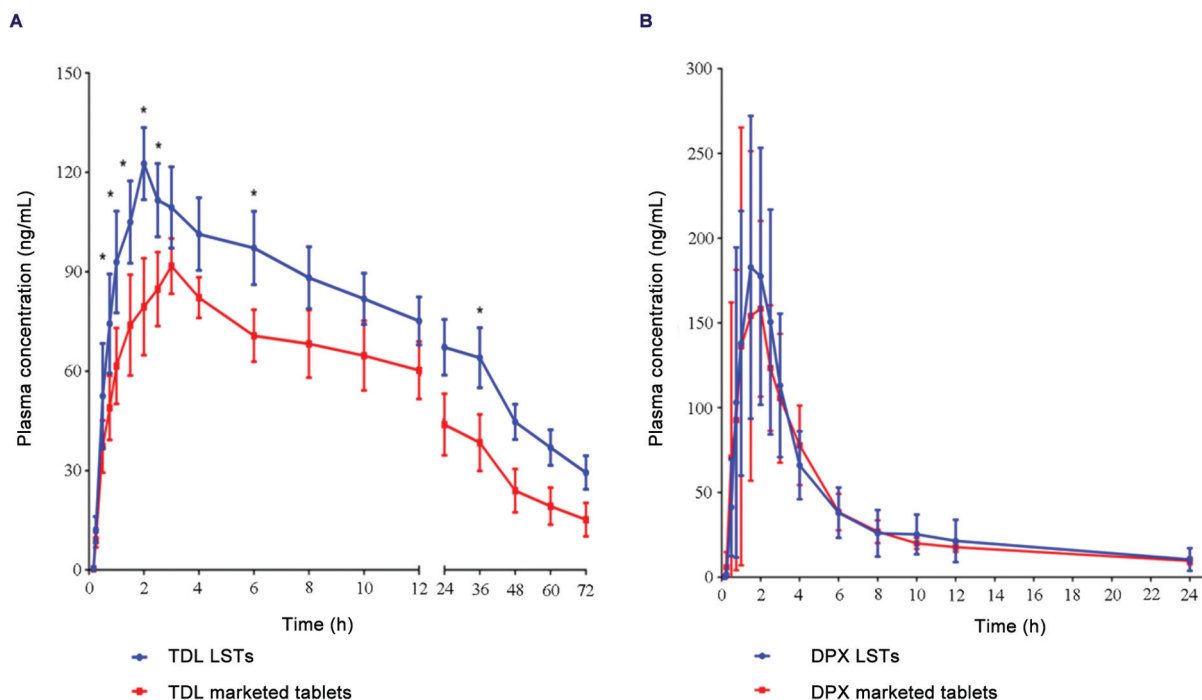 A
Plasma concentration (ng/mL)
150
120
90
60
30
0
* * * * * * *
0 2 4 6 8 10 12 24 36 48 60 72
Time (h)
TDL LSTs
TDL marketed tablets
B
Plasma concentration (ng/mL)
300
250
200
150
100
50
0
0 2 4 6 8 10 12 14 16 18 20 22 24
Time (h)
DPX LSTs
DPX marketed tablets